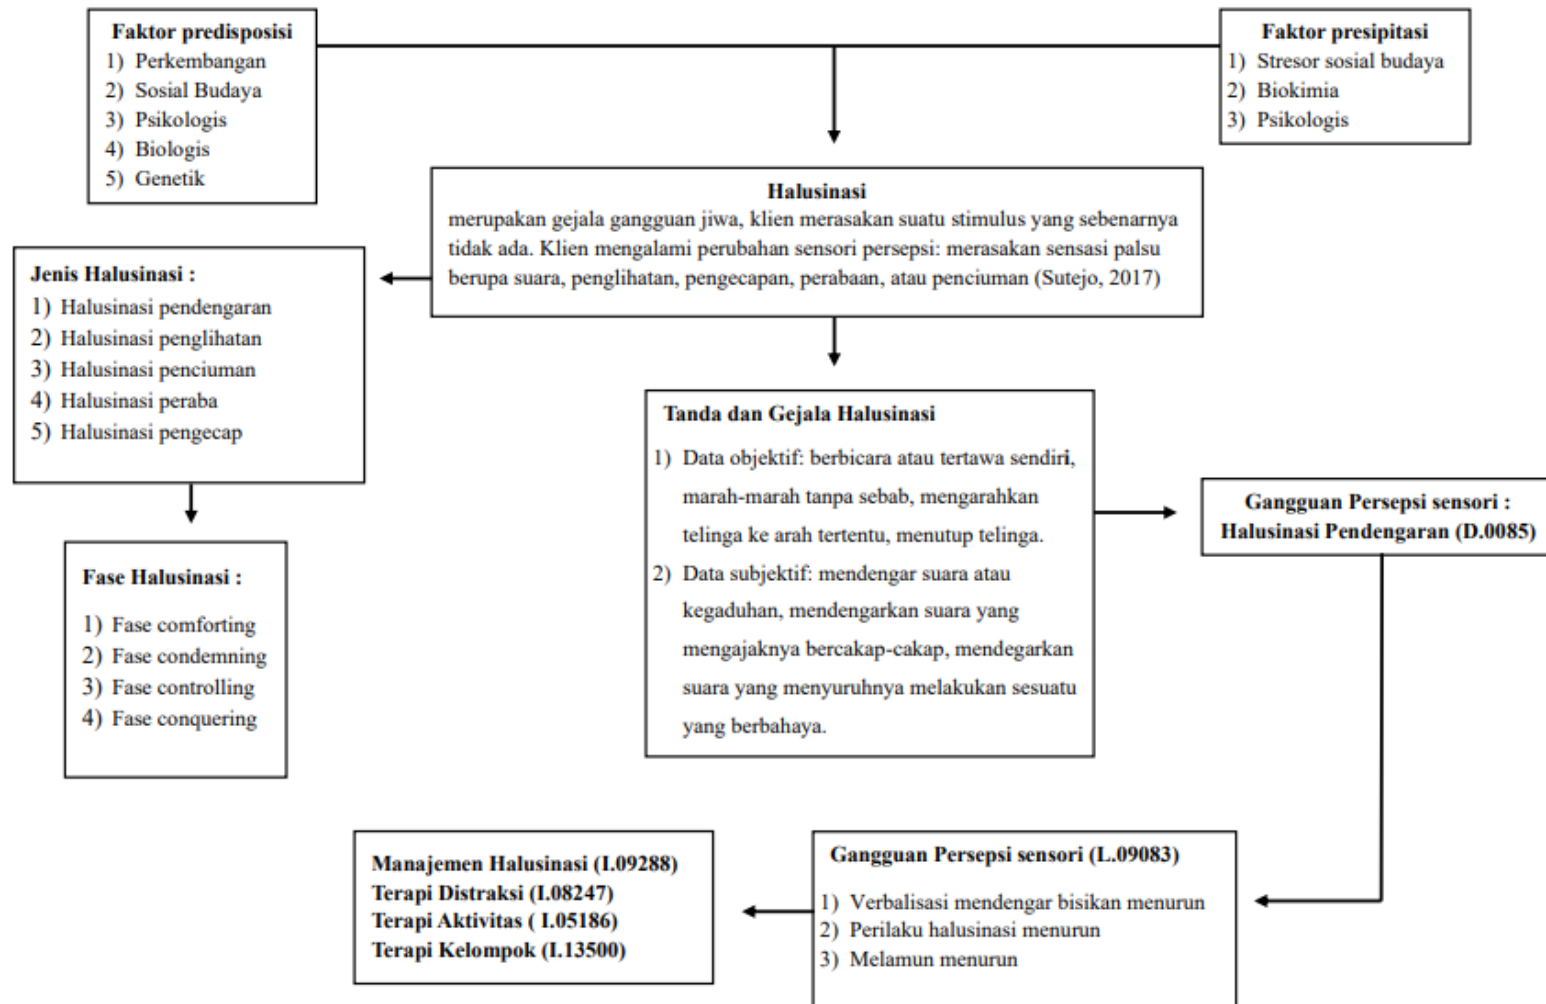 Faktor predisposisi
1) Perkembangan
2) Sosial Budaya
3) Psikologis
4) Biologis
5) Genetik
Faktor presipitasi
1) Stresor sosial budaya
2) Biokimia
3) Psikologis
Halusinasi
merupakan gejala gangguan jiwa, klien merasakan suatu stimulus yang sebenarnya
tidak ada. Klien mengalami perubahan sensori persepsi: merasakan sensasi palsu
berupa suara, penglihatan, pengecapan, perabaan, atau penciuman (Sutejo, 2017)
Jenis Halusinasi :
1) Halusinasi pendengaran
2) Halusinasi penglihatan
3) Halusinasi penciuman
4) Halusinasi peraba
5) Halusinasi pengecap
Fase Halusinasi :
1) Fase comforting
2) Fase condemning
3) Fase controlling
4) Fase conquering
Tanda dan Gejala Halusinasi
1) Data objektif: berbicara atau tertawa sendiri,
marah-marah tanpa sebab, mengarahkan
telinga ke arah tertentu, menutup telinga.
2) Data subjektif: mendengar suara atau
kegaduhan, mendengarkan suara yang
mengajaknya bercakap-cakap, mendegarkan
suara yang menyuruhnya melakukan sesuatu
yang berbahaya.
Gangguan Persepsi sensori :
Halusinasi Pendengaran (D.0085)
Gangguan Persepsi sensori (L.09083)
1) Verbalisasi mendengar bisikan menurun
2) Perilaku halusinasi menurun
3) Melamun menurun
Manajemen Halusinasi (I.09288)
Terapi Distraksi (I.08247)
Terapi Aktivitas ( I.05186)
Terapi Kelompok (I.13500)